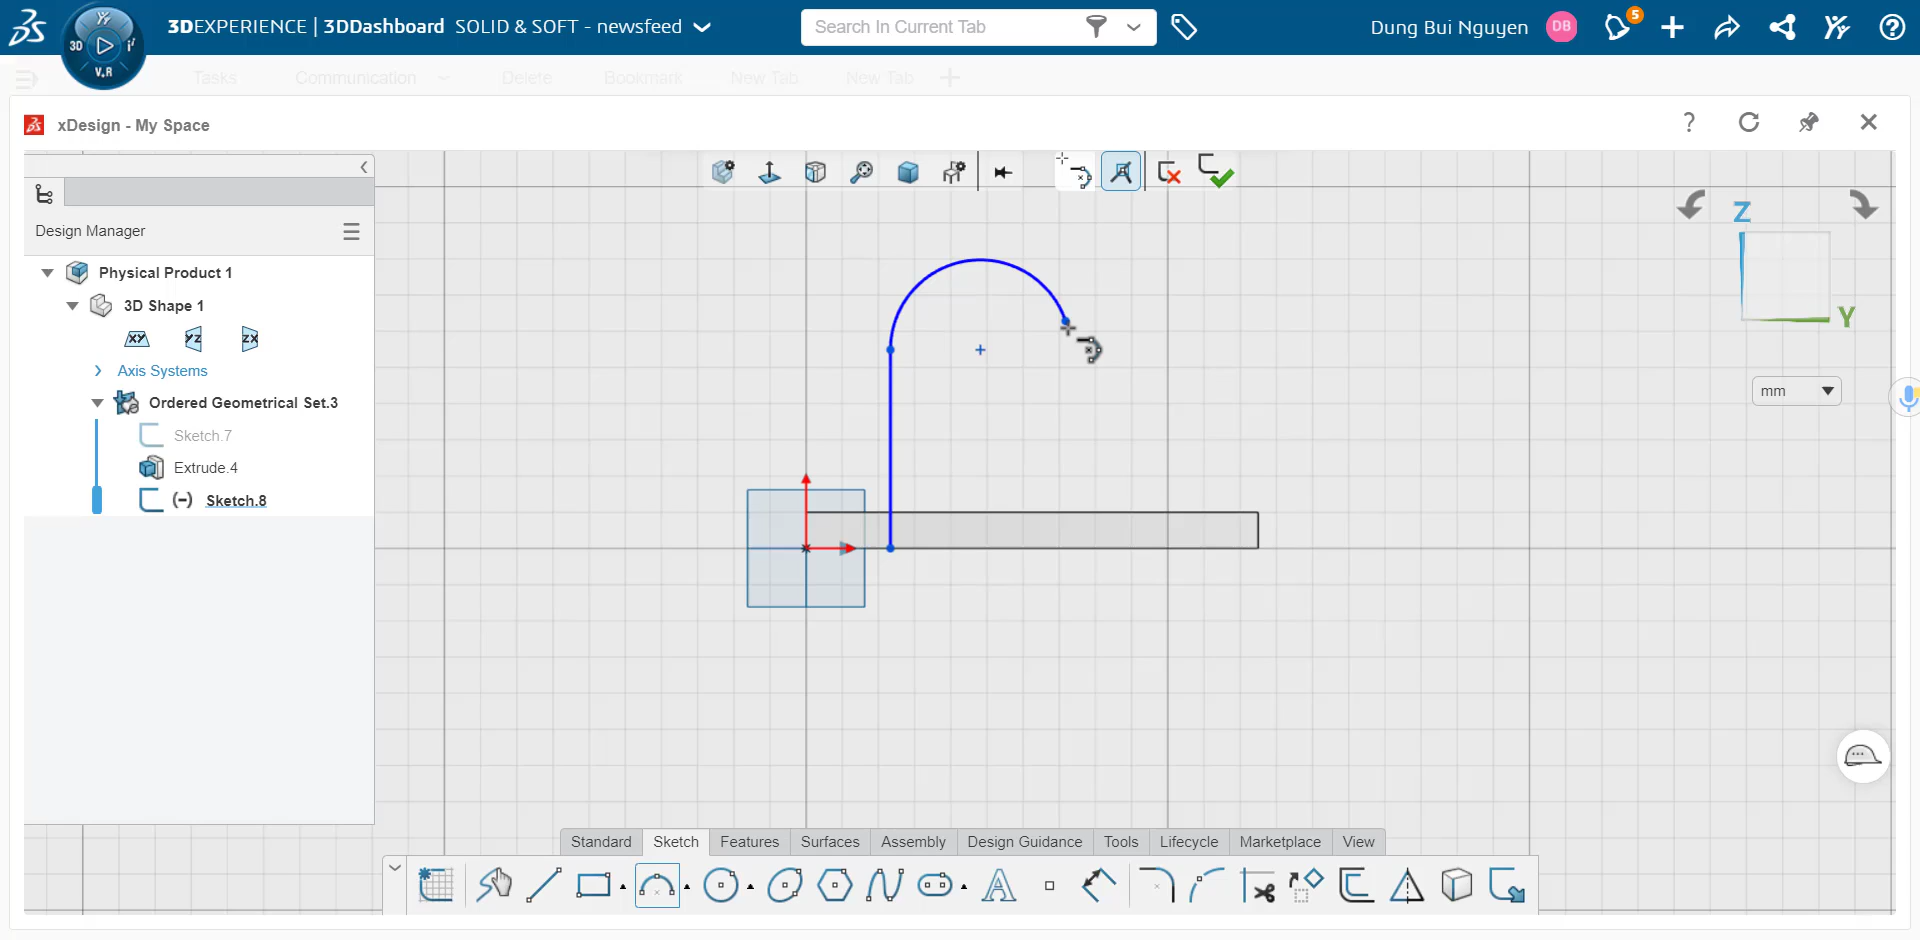 3DEXPERIENCE | 3DDashboard SOLID & SOFT - newsfeed
Search In Current Tab
Dung Bui Nguyen DB 5
3D V.R
Tasks Communication Delete Bookmark New Tab New Tab
xDesign - My Space
Design Manager
Physical Product 1
3D Shape 1
XY YZ ZX
Axis Systems
Ordered Geometrical Set.3
Sketch.7
Extrude.4
(-) Sketch.8
Z
Y
mm
Standard Sketch Features Surfaces Assembly Design Guidance Tools Lifecycle Marketplace View